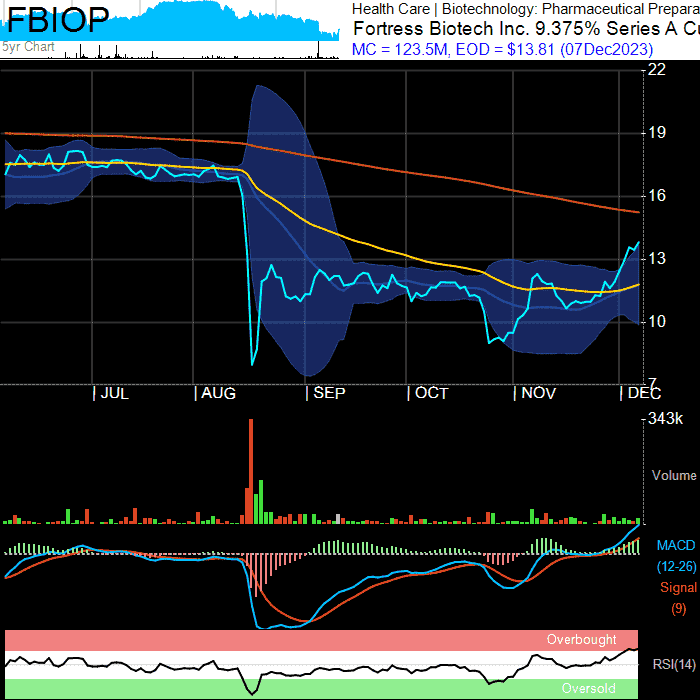 FBIOP
Health Care | Biotechnology: Pharmaceutical Prepara
Fortress Biotech Inc. 9.375% Series A Cu
5yr Chart
MC = 123.5M, EOD = $13.81 (07Dec2023)
22
19
16
13
10
7
JUL
AUG
SEP
OCT
NOV
DEC
343k
Volume
MACD
(12-26)
Signal
(9)
Overbought
RSI(14)
Oversold